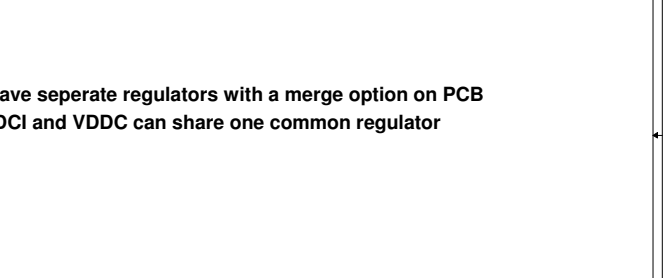 ave seperate regulators with a merge option on PCB
DCI and VDDC can share one common regulator